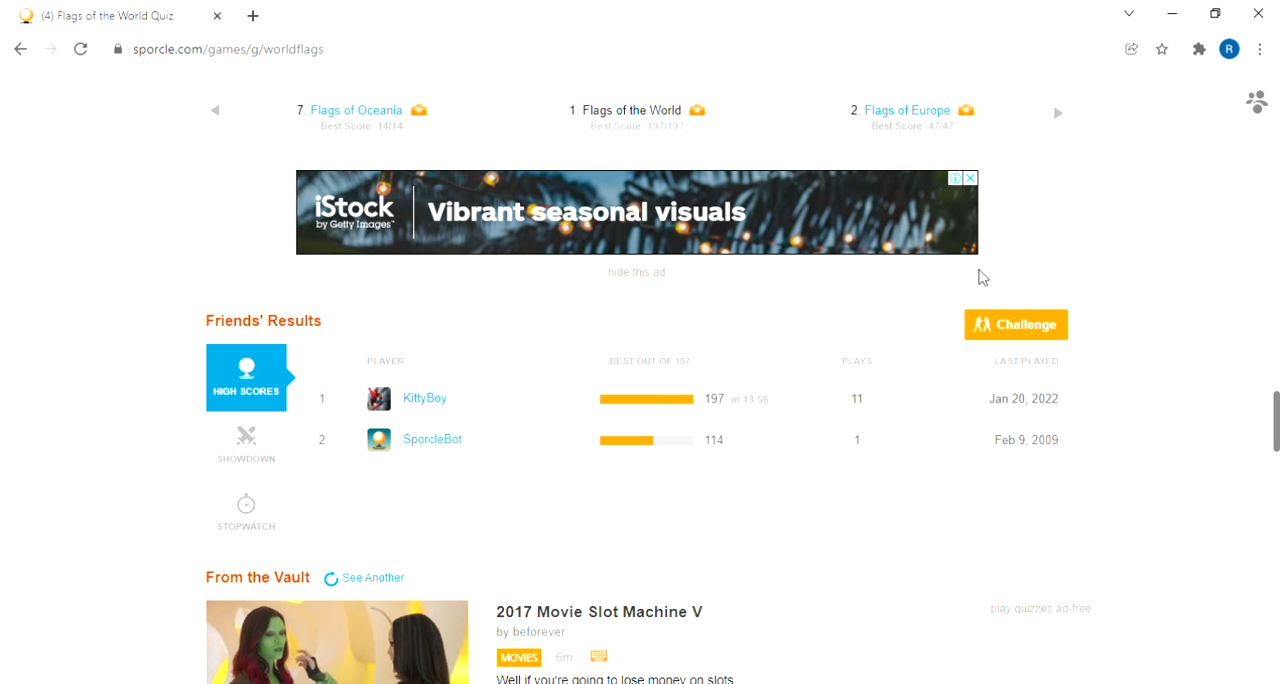 (4) Flags of the World Quiz
sporcle.com/games/g/worldflags
R
7. Flags of Oceania
Best Score 14/14
1. Flags of the World
Best Score 197/197
2. Flags of Europe
Best Score 47/47
iStock
by Getty Images™
Vibrant seasonal visuals
hide this ad
Friends' Results
Challenge
HIGH SCORES
SHOWDOWN
STOPWATCH
PLAYER BEST OUT OF 197 PLAYS LAST PLAYED
1 KittyBoy 197 in 13 56 11 Jan 20, 2022
2 SporcleBot 114 1 Feb 9, 2009
From the Vault See Another
2017 Movie Slot Machine V
by beforever
MOVIES 6m
Well if you're going to lose money on slots
play quizzes ad-free